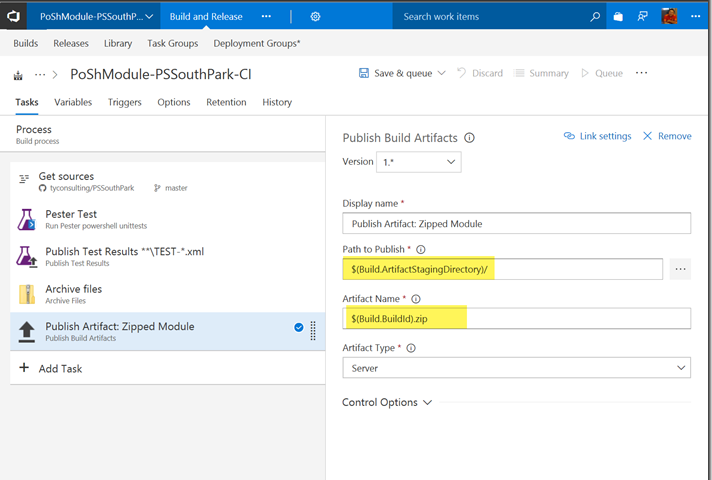 PoShModule-PSSouthP... Build and Release ... Search work items ...
Builds Releases Library Task Groups Deployment Groups*
... PoShModule-PSSouthPark-CI Save & queue Discard Summary Queue ...
Tasks Variables Triggers Options Retention History
Process
Build process
Get sources
tyconsulting/PSSouthPark master
Pester Test
Run Pester powershell unittests
Publish Test Results **\TEST-*.xml
Publish Test Results
Archive files
Archive Files
Publish Artifact: Zipped Module
Publish Build Artifacts
+ Add Task
Publish Build Artifacts Link settings Remove
Version 1.*
Display name *
Publish Artifact: Zipped Module
Path to Publish *
$(Build.ArtifactStagingDirectory)/ ...
Artifact Name *
$(Build.BuildId).zip
Artifact Type *
Server
Control Options